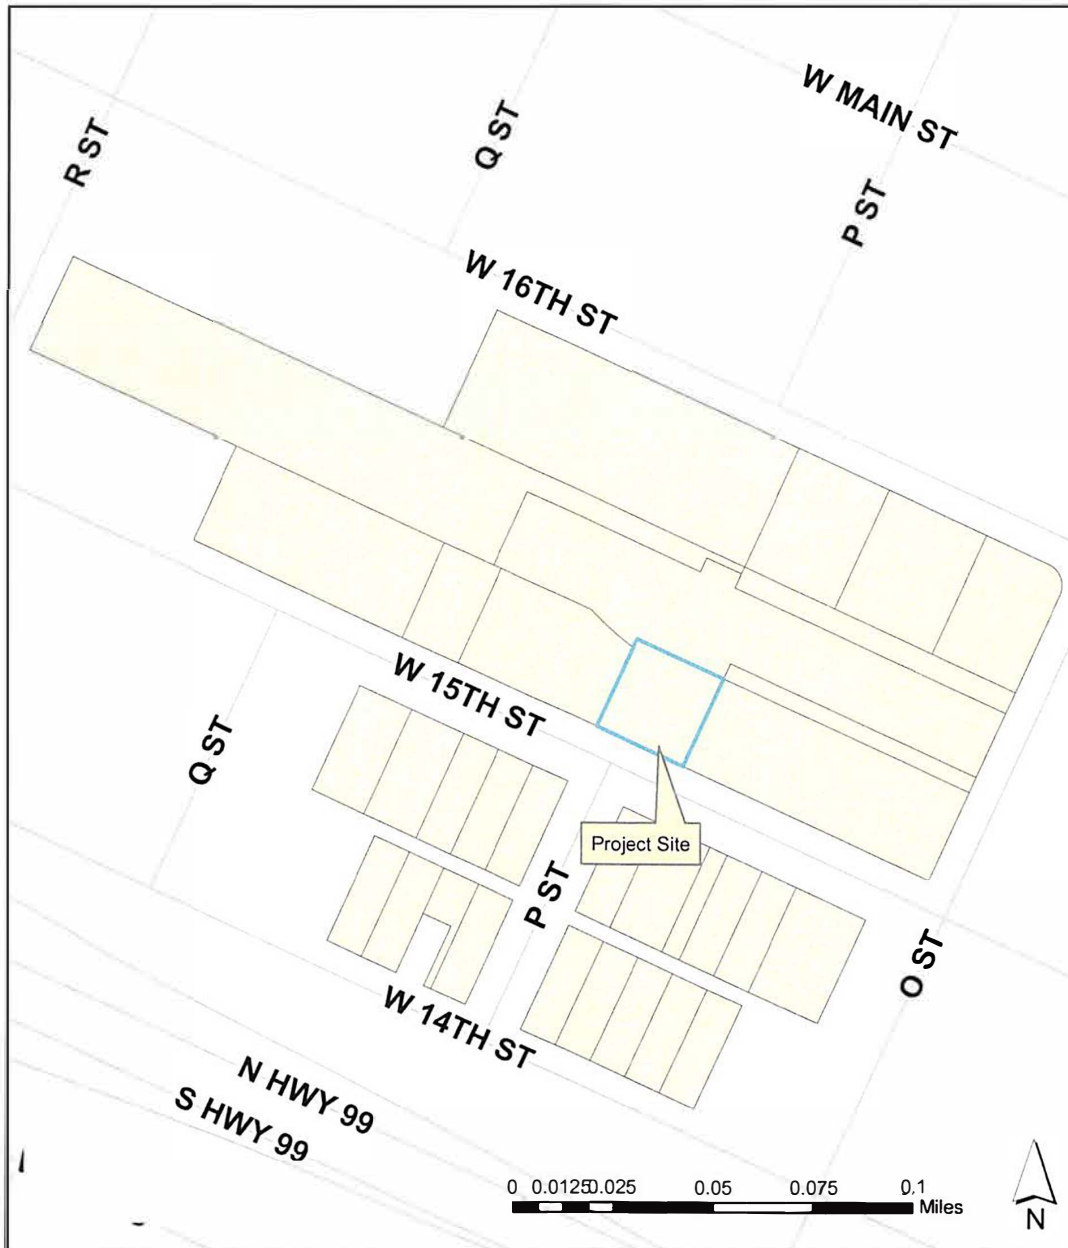 W MAIN ST
R ST
Q ST
P ST
W 16TH ST
W 15TH ST
Q ST
Project Site
P ST
O ST
W 14TH ST
N HWY 99
S HWY 99
0 0.0125 0.025 0.05 0.075 0.1
Miles
N